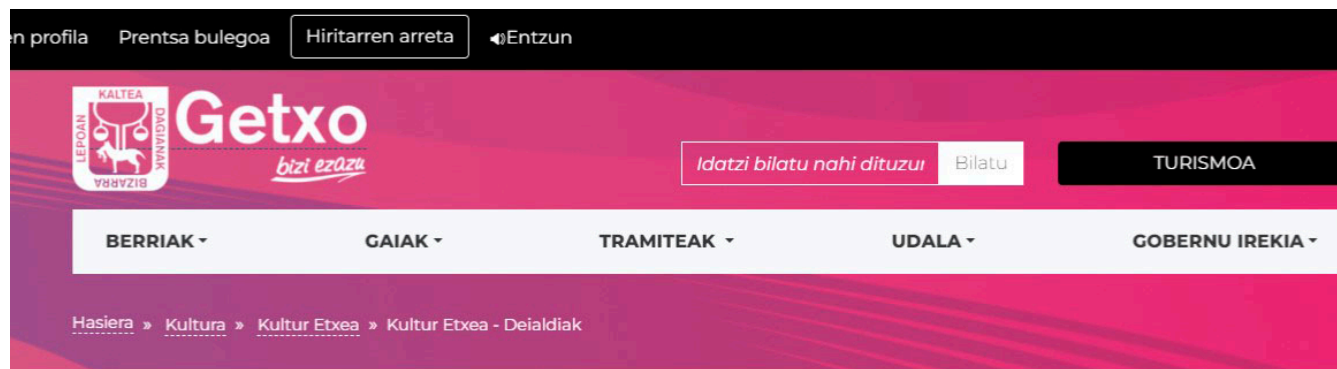 en profila Prentsa bulegoa Hiritarren arreta Entzun
KALTEA
LEPOAN
DAGIANAK
BIZARRA
Getxo
bizi ezazu
Idatzi bilatu nahi dituzu Bilatu TURISMOA
BERRIAK GAIAK TRAMITEAK UDALA GOBERNU IREKIA
Hasiera » Kultura » Kultur Etxea » Kultur Etxea - Deialdiak